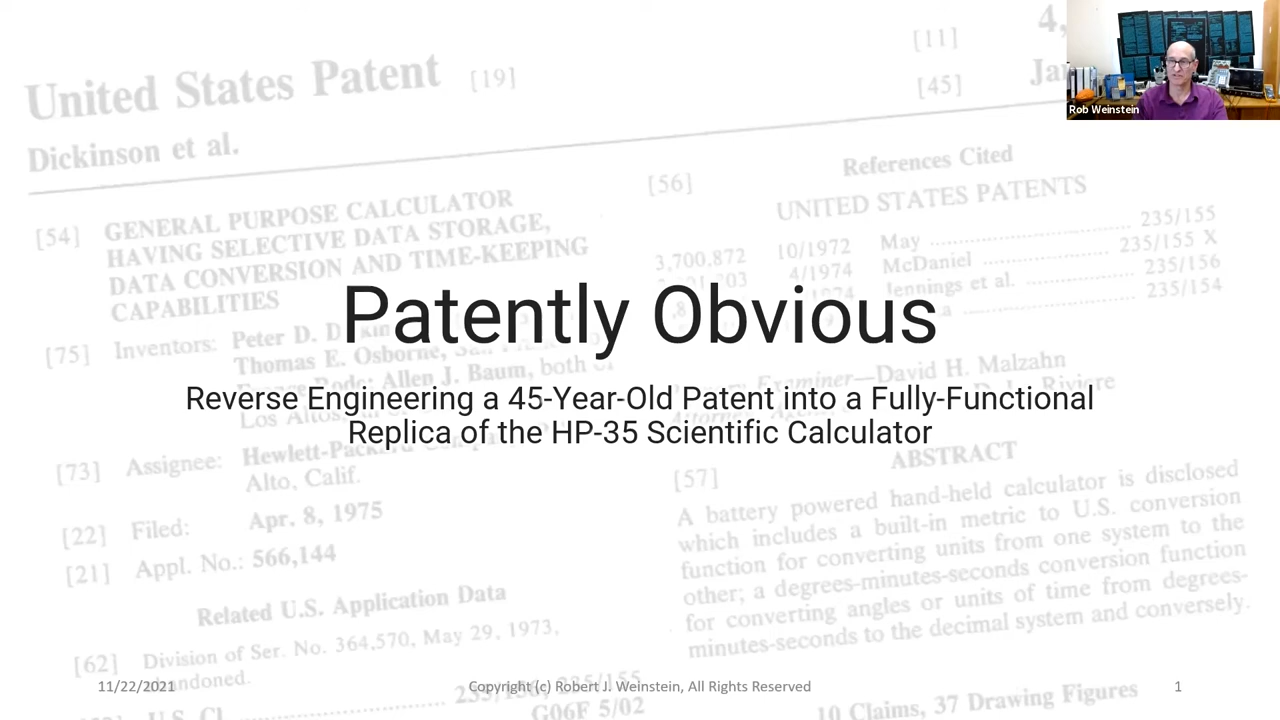 United States Patent [19]
[11] 4,
[45] Jan
Dickinson et al.
[54] GENERAL PURPOSE CALCULATOR
HAVING SELECTIVE DATA STORAGE,
DATA CONVERSION AND TIME-KEEPING
CAPABILITIES
[75] Inventors: Peter D.
Thomas E. Osborne,
Allen J. Baum, both of
Los Altos,
[73] Assignee: Hewlett-Packard
Alto, Calif.
[22] Filed: Apr. 8, 1975
[21] Appl. No.: 566,144
Related U.S. Application Data
[62] Division of Ser. No. 364,570, May 29, 1973,
abandoned.
[56] References Cited
UNITED STATES PATENTS
3,700,872 10/1972 May 235/155
4/1974 McDaniel 235/155 X
Jennings et al. 235/156
235/154
Examiner—David H. Malzahn
[57] ABSTRACT
A battery powered hand-held calculator is disclosed
which includes a built-in metric to U.S. conversion
function for converting units from one system to the
other; a degrees-minutes-seconds conversion function
for converting angles or units of time from degrees-
minutes-seconds to the decimal system and conversely.
10 Claims, 37 Drawing Figures
G06F 5/02
Patently Obvious
Reverse Engineering a 45-Year-Old Patent into a Fully-Functional
Replica of the HP-35 Scientific Calculator
11/22/2021
Copyright (c) Robert J. Weinstein, All Rights Reserved
1
Rob Weinstein